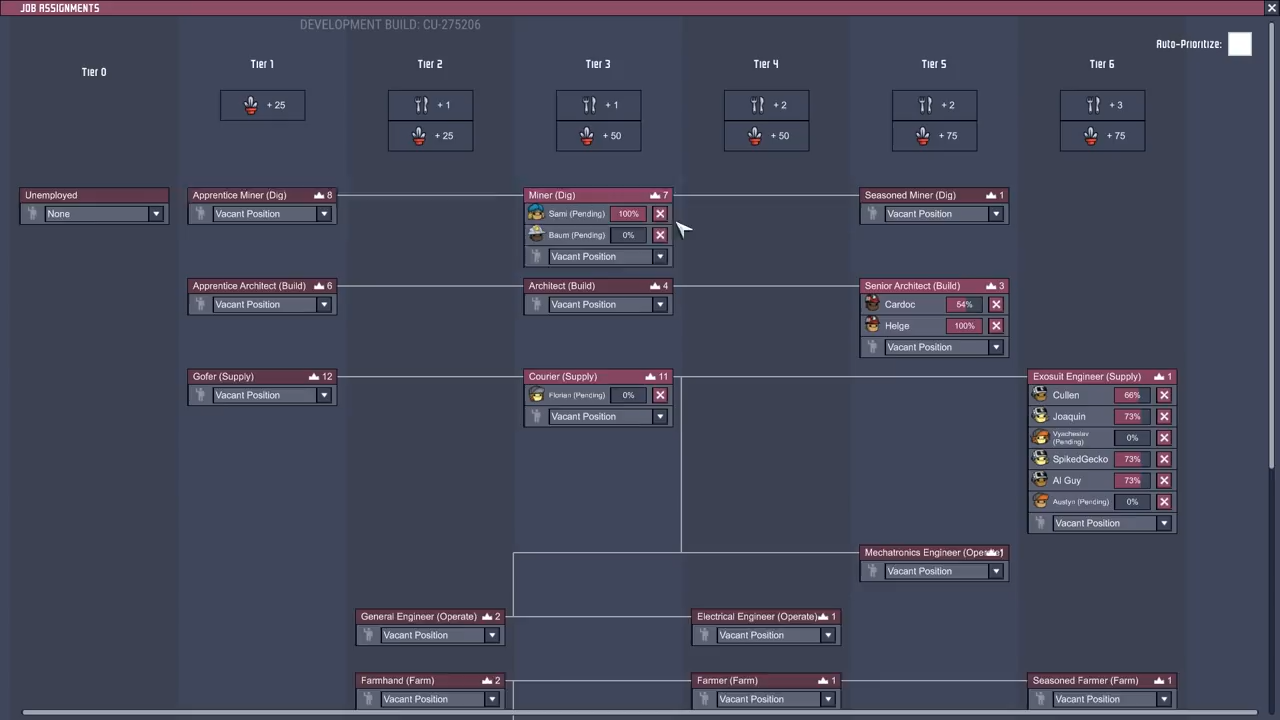 JOB ASSIGNMENTS
DEVELOPMENT BUILD: CU-275206
Auto-Prioritize:
Tier 0
Tier 1
Tier 2
Tier 3
Tier 4
Tier 5
Tier 6
+ 25
+ 1
+ 25
+ 1
+ 50
+ 2
+ 50
+ 2
+ 75
+ 3
+ 75
Unemployed
None
Apprentice Miner (Dig) 8
Vacant Position
Miner (Dig) 7
Sami (Pending) 100%
Baum (Pending) 0%
Vacant Position
Seasoned Miner (Dig) 1
Vacant Position
Apprentice Architect (Build) 6
Vacant Position
Architect (Build) 4
Vacant Position
Senior Architect (Build) 3
Cardoc 54%
Helge 100%
Vacant Position
Gofer (Supply) 12
Vacant Position
Courier (Supply) 11
Florian (Pending) 0%
Vacant Position
Exosuit Engineer (Supply) 1
Cullen 66%
Joaquin 73%
Vyacheslev
(Pending) 0%
SpikedGecko 73%
Al Guy 73%
Austyn (Pending) 0%
Vacant Position
Mechatronics Engineer (Operate) 1
Vacant Position
General Engineer (Operate) 2
Vacant Position
Electrical Engineer (Operate) 1
Vacant Position
Farmhand (Farm) 2
Vacant Position
Farmer (Farm) 1
Vacant Position
Seasoned Farmer (Farm) 1
Vacant Position